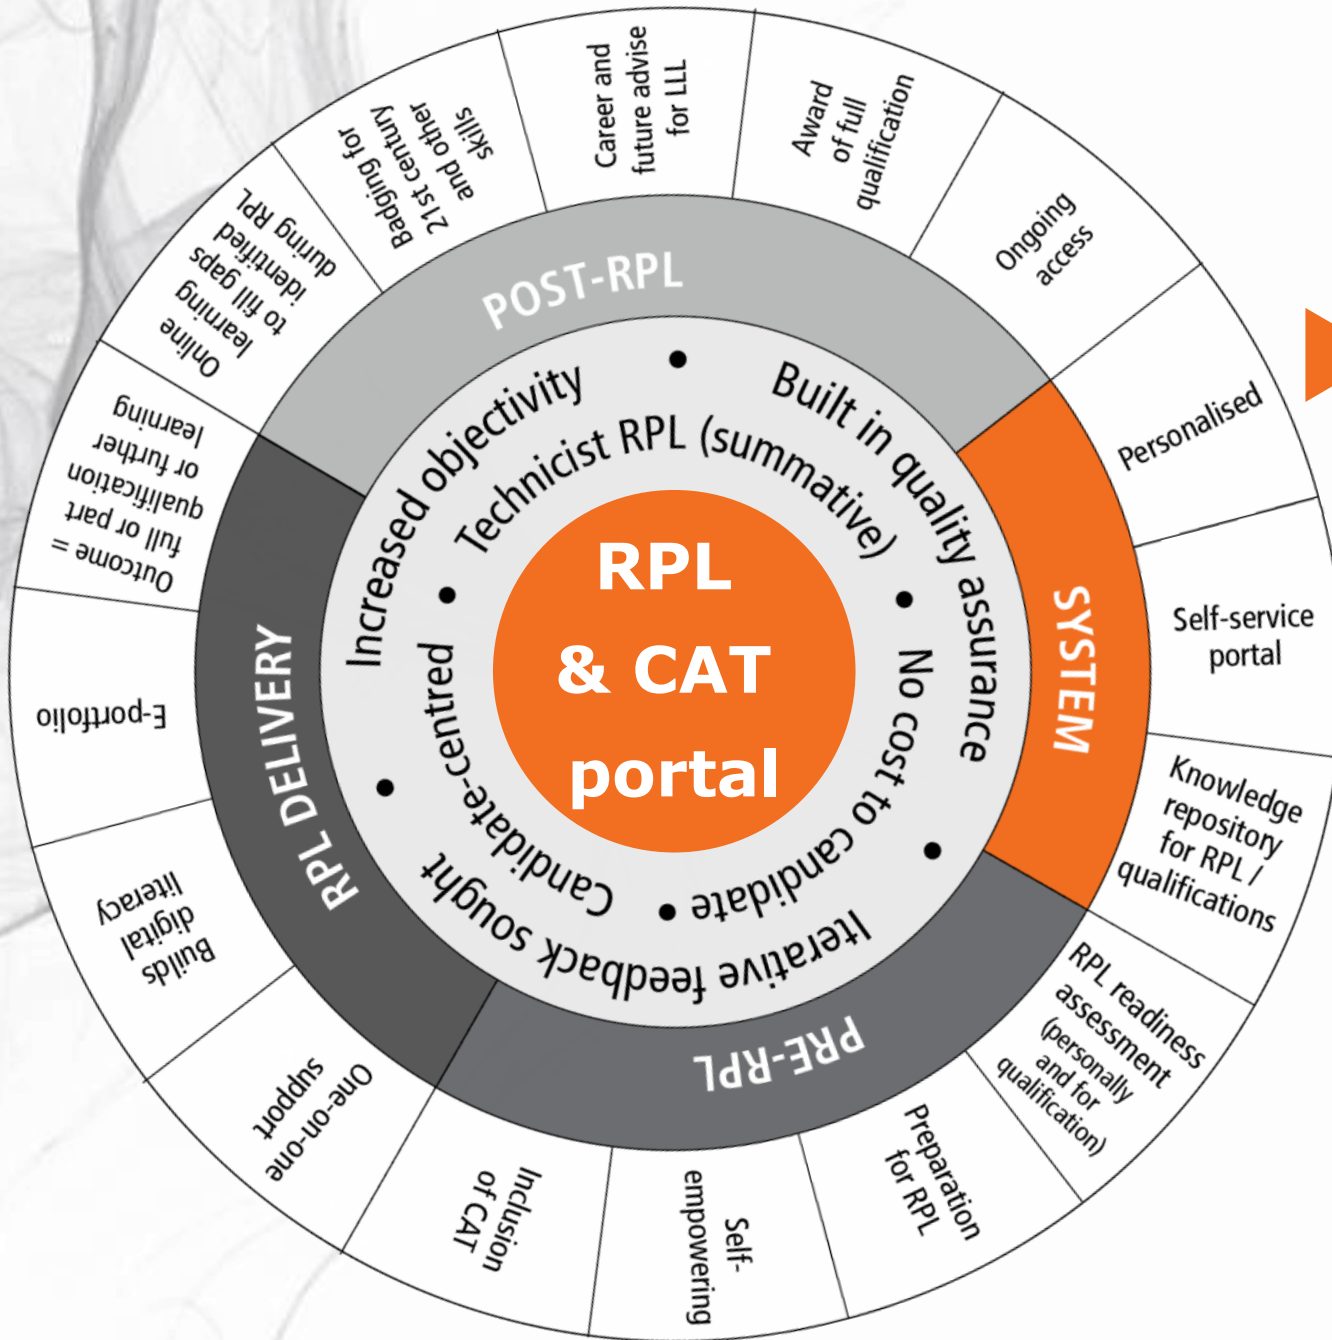 RPL
& CAT
portal
Technicist RPL (summative)
No cost to candidate
Candidate-centred
Increased objectivity
Built in quality assurance
Iterative feedback sought
POST-RPL
SYSTEM
PRE-RPL
RPL DELIVERY
Online
learning
to fill gaps
identified
during RPL
Badging for
21st century
and other
skills
Career and
future advise
for LLL
Award
of full
qualification
Ongoing
access
Personalised
Self-service
portal
Knowledge
repository
for RPL /
qualifications
RPL readiness
assessment
(personally
and for
qualification)
Preparation
for RPL
Self-
empowering
Inclusion
of CAT
One-on-one
support
Builds
digital
literacy
E-portfolio
Outcome =
full or part
qualification
or further
learning